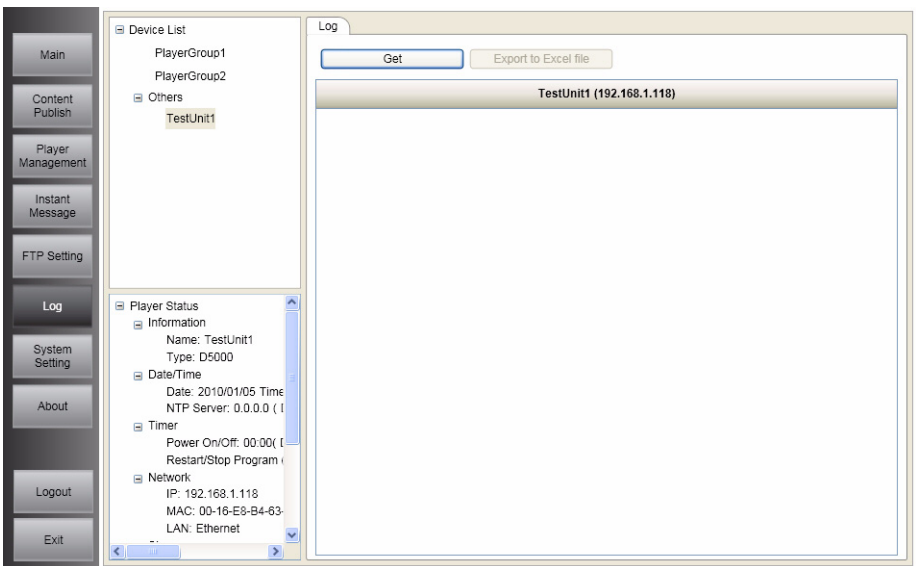 Main
Content
Publish
Player
Management
Instant
Message
FTP Setting
Log
System
Setting
About
Logout
Exit
Device List
PlayerGroup1
PlayerGroup2
Others
TestUnit1
Player Status
Information
Name: TestUnit1
Type: D5000
Date/Time
Date: 2010/01/05 Time
NTP Server: 0.0.0.0 (
Timer
Power On/Off: 00:00(
Restart/Stop Program
Network
IP: 192.168.1.118
MAC: 00-16-E8-B4-63-
LAN: Ethernet
Log
Get
Export to Excel file
TestUnit1 (192.168.1.118)